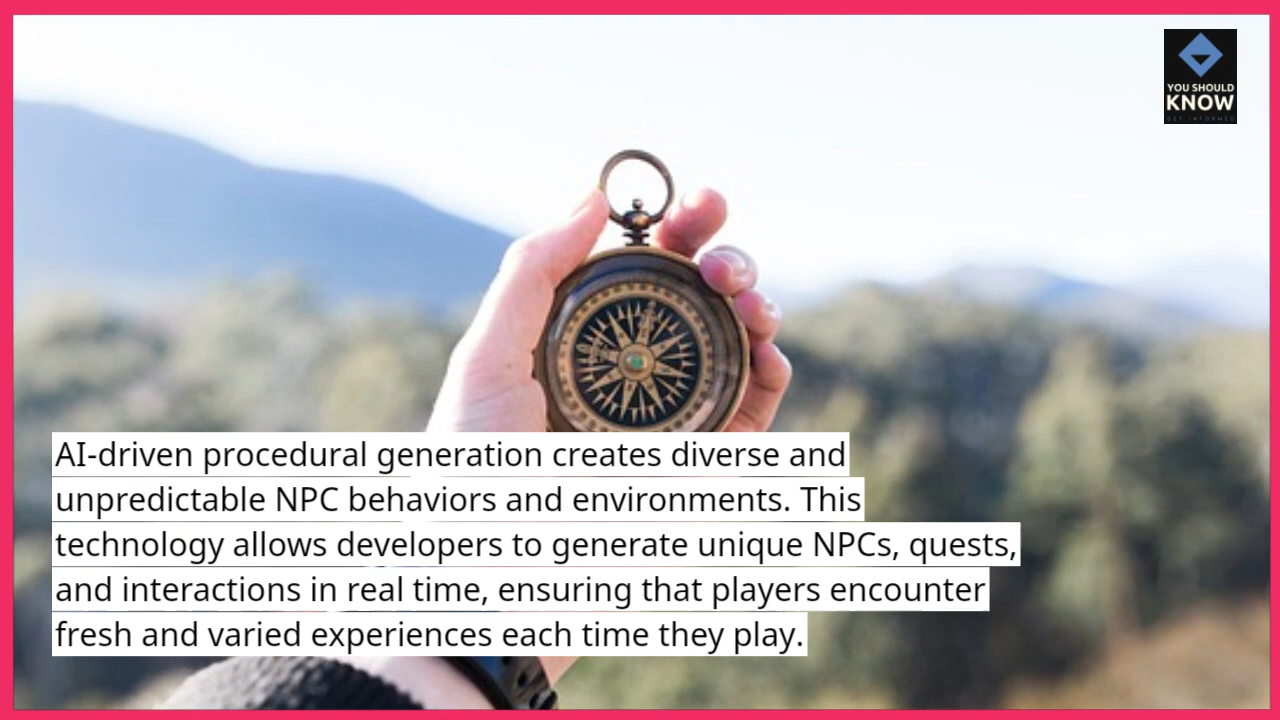 YOU SHOULD
KNOW
GET INFORMED
AI-driven procedural generation creates diverse and
unpredictable NPC behaviors and environments. This
technology allows developers to generate unique NPCs, quests,
and interactions in real time, ensuring that players encounter
fresh and varied experiences each time they play.